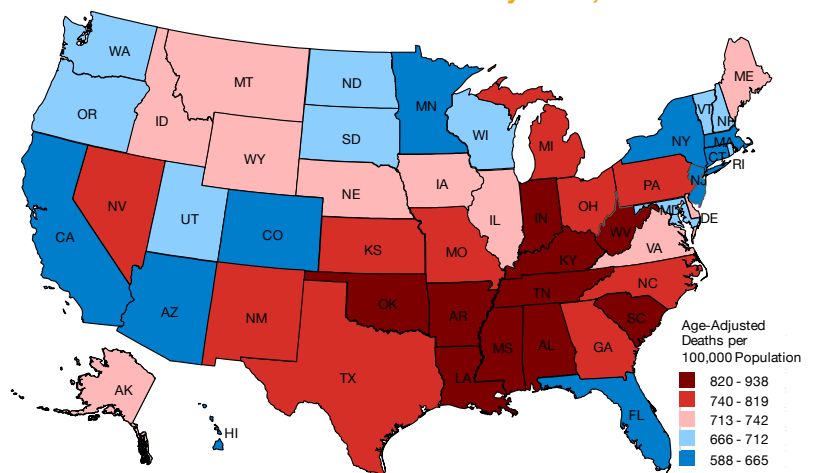 WA
MT
ND
MN
ME
OR
ID
SD
WI
VT
NH
WY
MI
NY
MA
CT
RI
NV
UT
NE
IA
PA
NJ
CA
CO
IL
IN
OH
MD
DE
KS
MO
WV
VA
KY
AZ
NM
OK
TN
NC
AR
SC
TX
MS
AL
GA
LA
AK
FL
HI
Age-Adjusted
Deaths per
100,000 Population
820 - 938
740 - 819
713 - 742
666 - 712
588 - 665